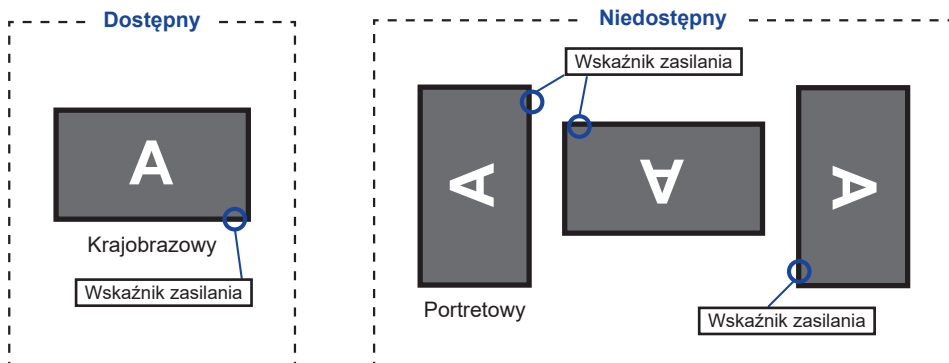 Dostępny
A
Krajobrazowy
Wskaźnik zasilania
Niedostępny
Wskaźnik zasilania
A
A
A
Portretowy
Wskaźnik zasilania